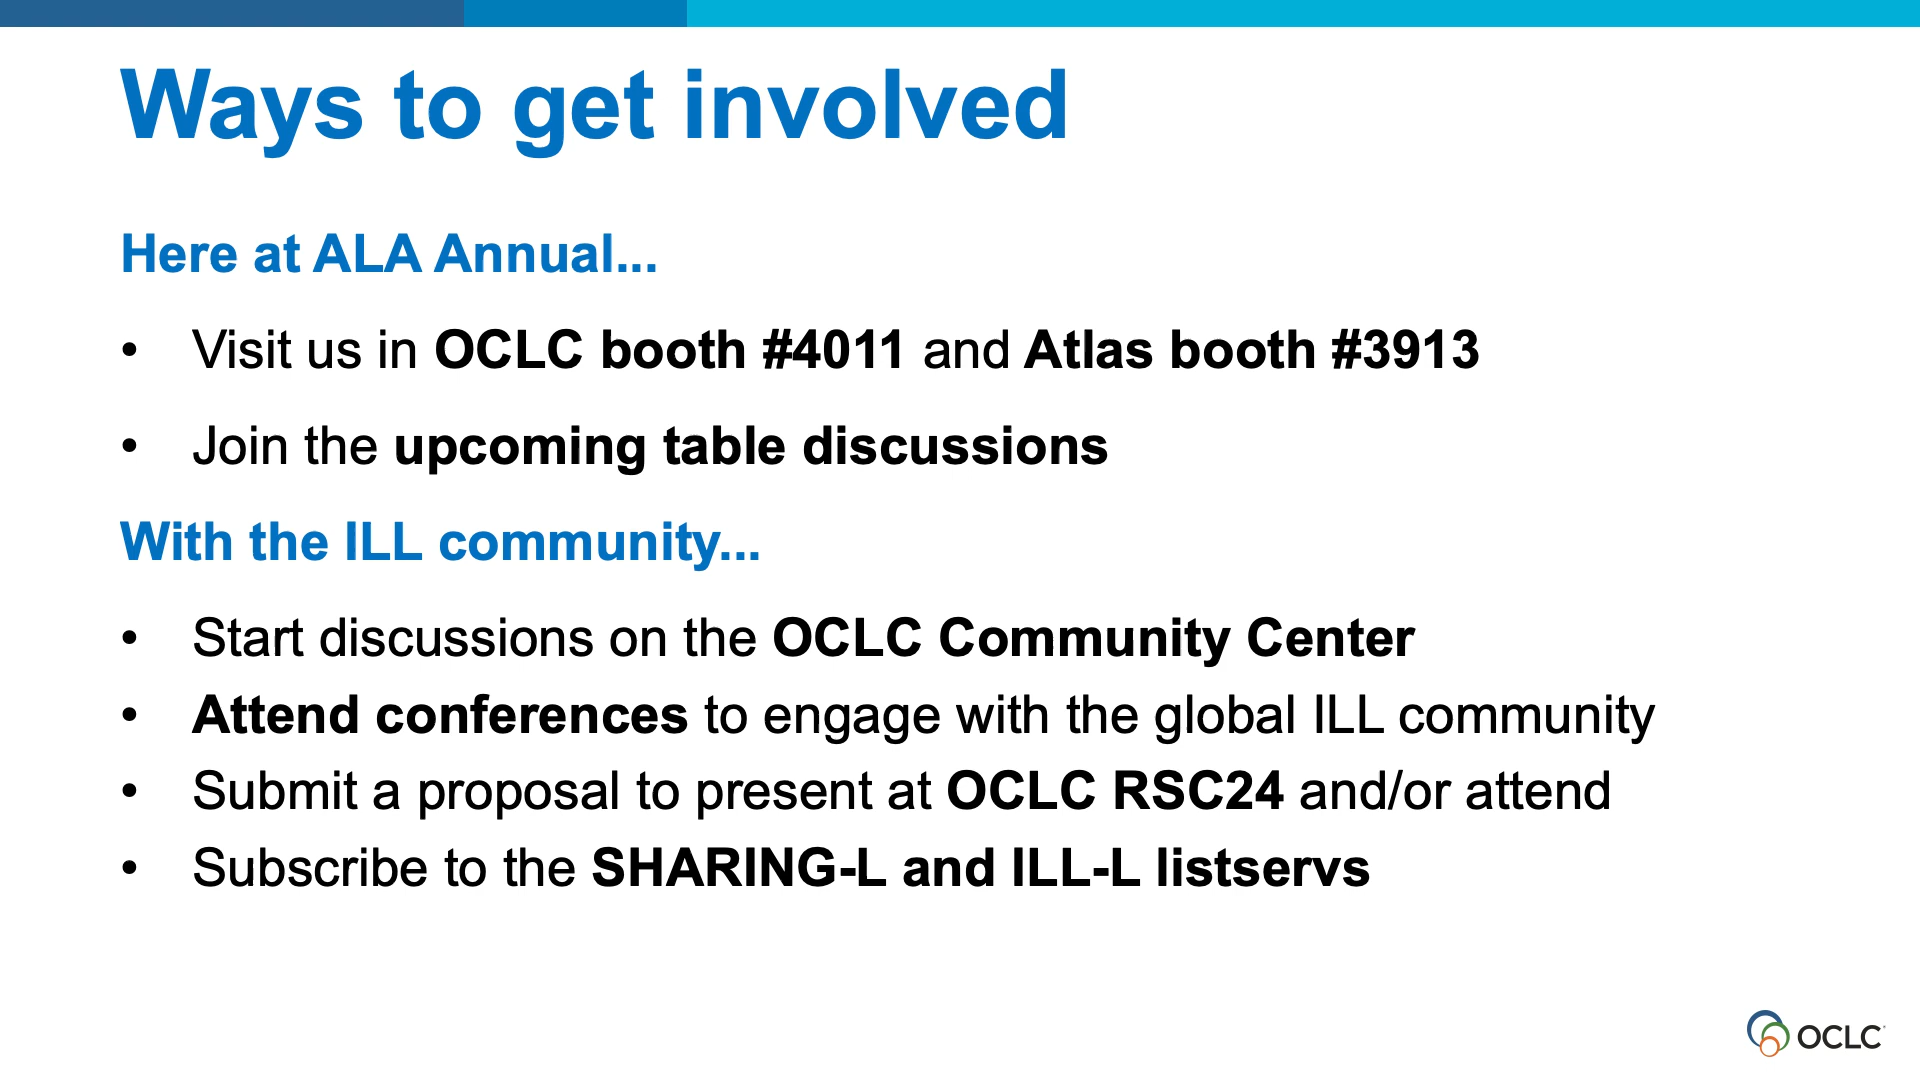 Ways to get involved
Here at ALA Annual...
• Visit us in OCLC booth #4011 and Atlas booth #3913
• Join the upcoming table discussions
With the ILL community...
• Start discussions on the OCLC Community Center
• Attend conferences to engage with the global ILL community
• Submit a proposal to present at OCLC RSC24 and/or attend
• Subscribe to the SHARING-L and ILL-L listservs
OCLC